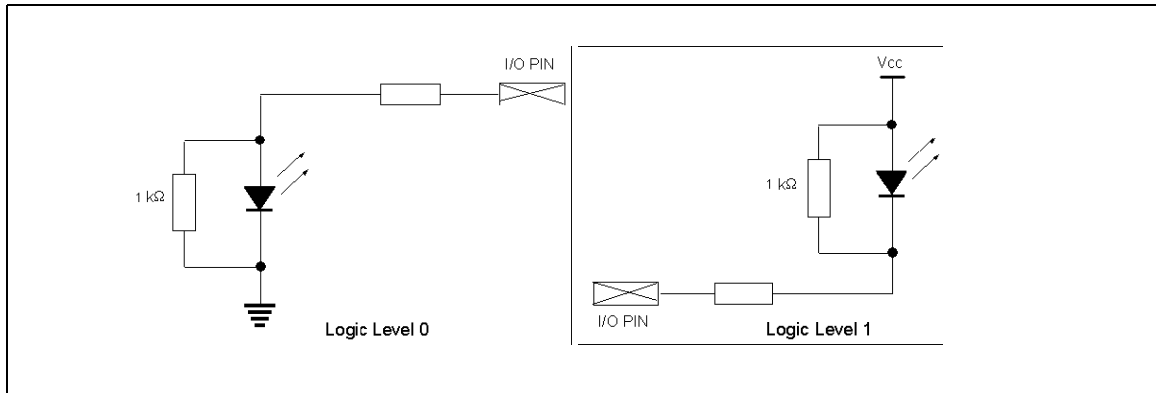 I/O PIN
1 kΩ
Logic Level 0
Vcc
1 kΩ
I/O PIN
Logic Level 1